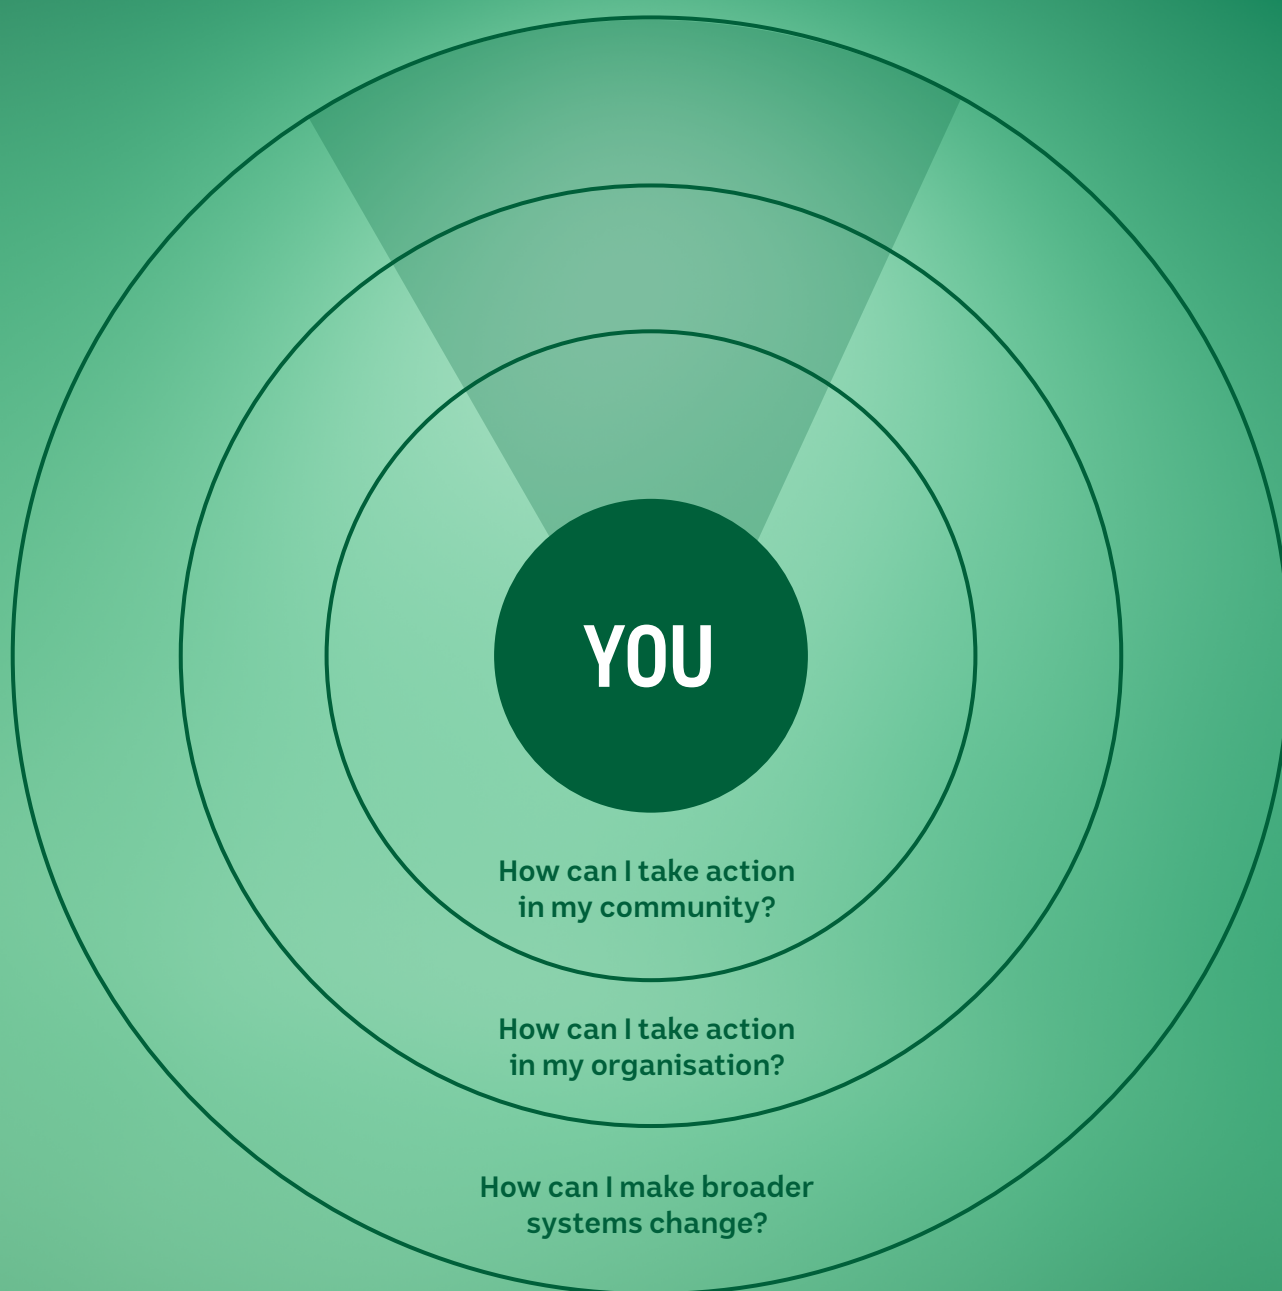 YOU
How can I take action
in my community?
How can I take action
in my organisation?
How can I make broader
systems change?